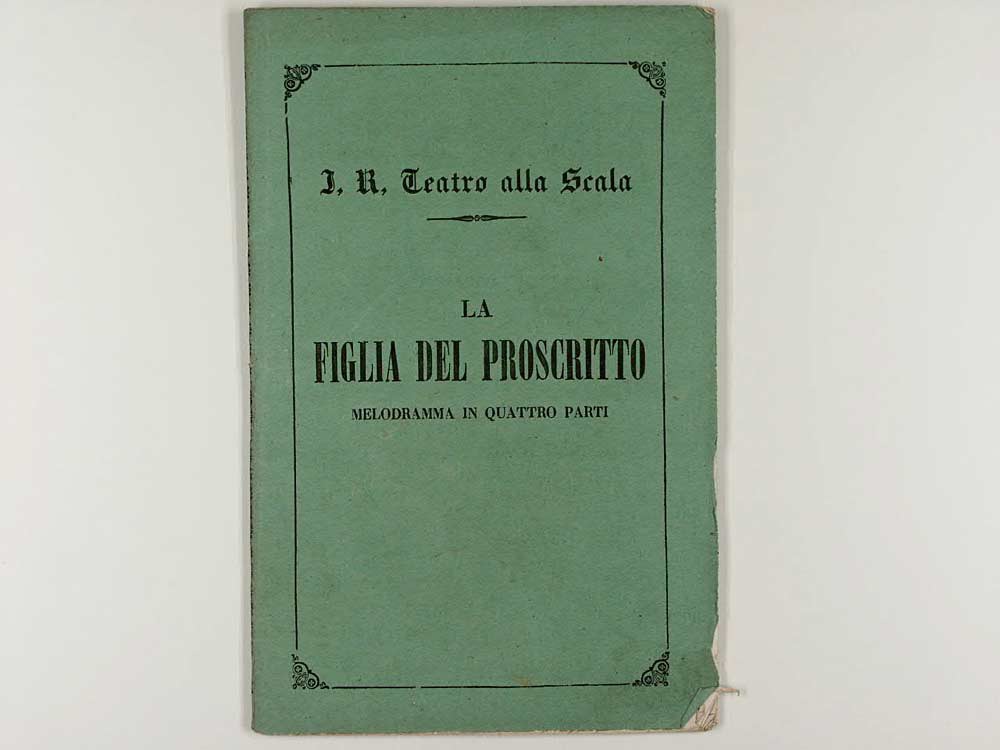 I. R. Teatro alla Scala
LA
FIGLIA DEL PROSCRITTO
MELODRAMMA IN QUATTRO PARTI